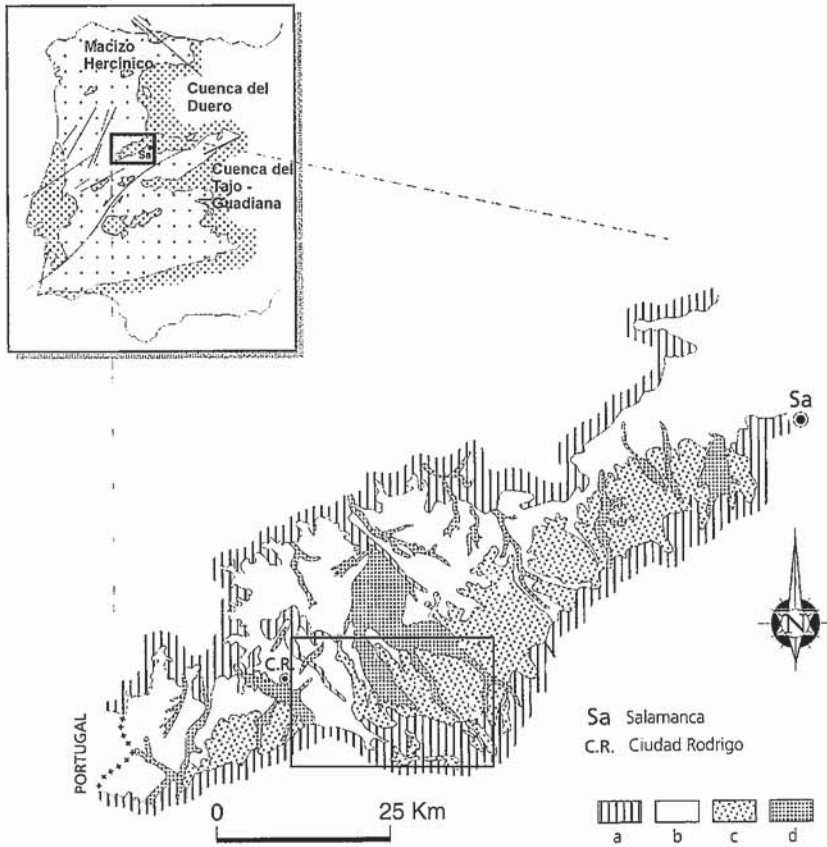 Macizo
Hercínico
Cuenca del
Duero
Sa
Cuenca del
Tajo -
Guadiana
Sa
C.R.
N
PORTUGAL
Sa Salamanca
C.R. Ciudad Rodrigo
0 25 Km
a b c d